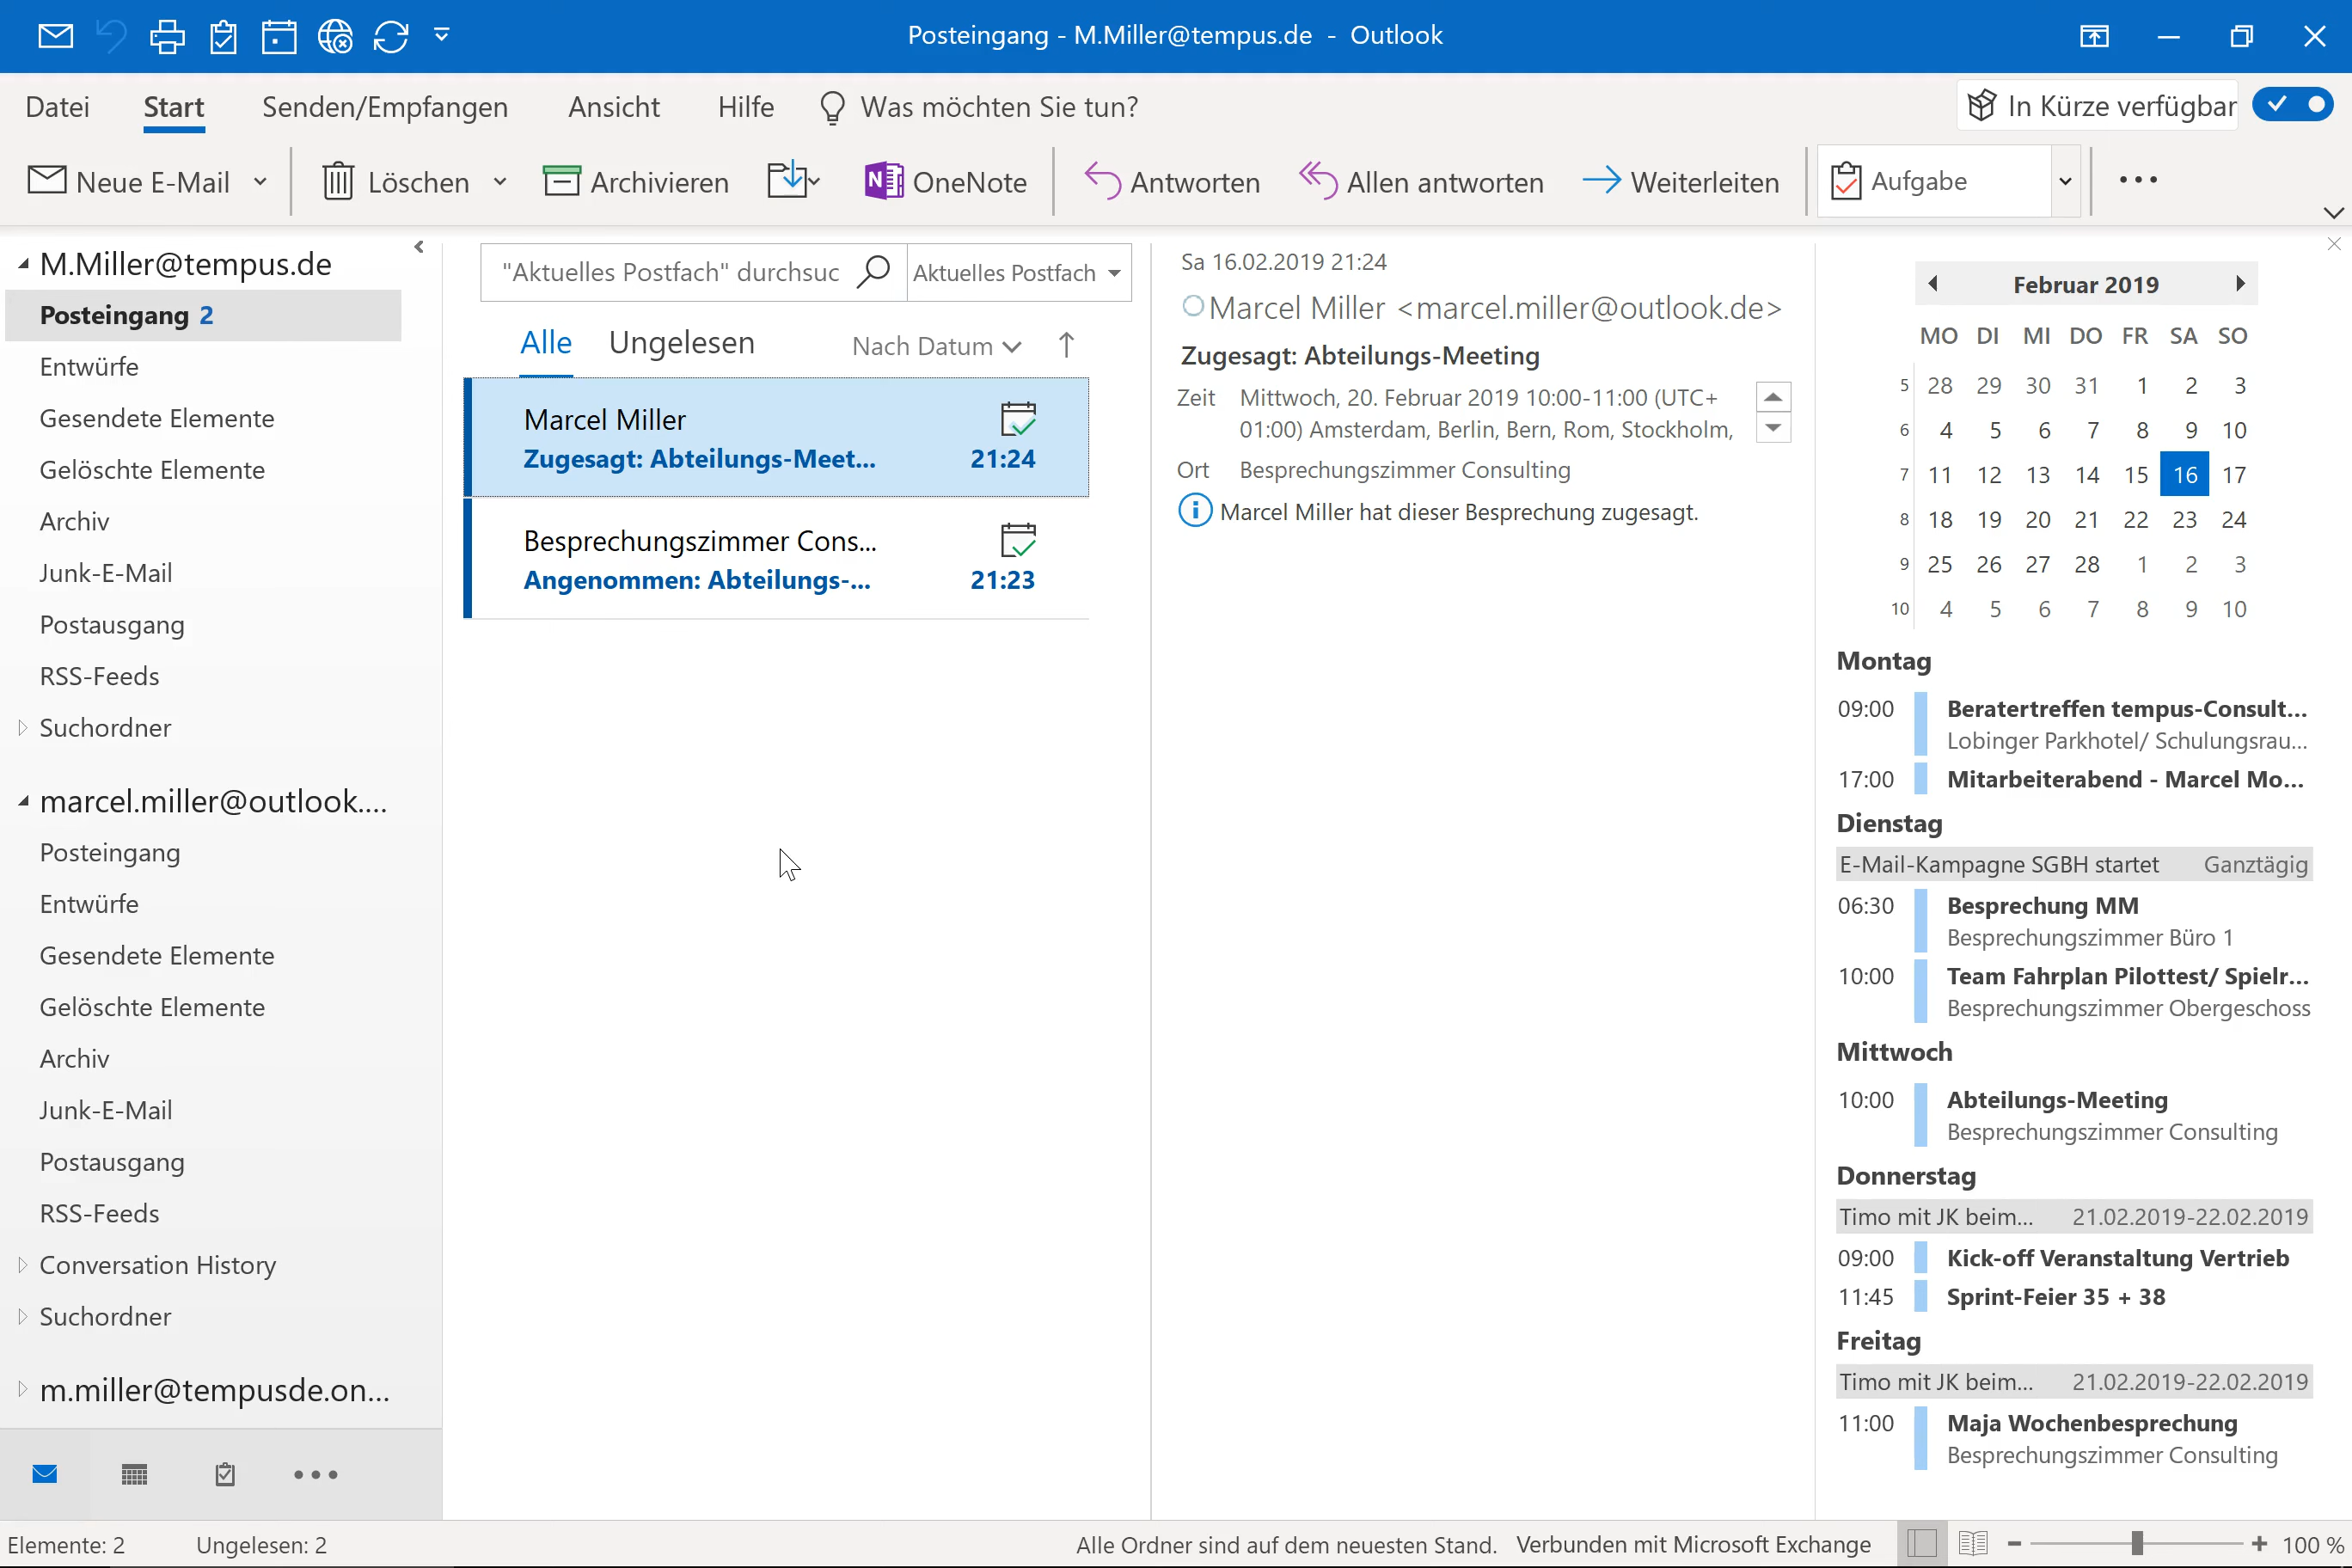 Posteingang - M.Miller@tempus.de - Outlook
Datei Start Senden/Empfangen Ansicht Hilfe Was möchten Sie tun? In Kürze verfügbar
Neue E-Mail Löschen Archivieren OneNote Antworten Allen antworten Weiterleiten Aufgabe
M.Miller@tempus.de
Posteingang 2
Entwürfe
Gesendete Elemente
Gelöschte Elemente
Archiv
Junk-E-Mail
Postausgang
RSS-Feeds
Suchordner
marcel.miller@outlook....
Posteingang
Entwürfe
Gesendete Elemente
Gelöschte Elemente
Archiv
Junk-E-Mail
Postausgang
RSS-Feeds
Conversation History
Suchordner
m.miller@tempusde.on...
"Aktuelles Postfach" durchsuc Aktuelles Postfach
Alle Ungelesen Nach Datum
Marcel Miller
Zugesagt: Abteilungs-Meet... 21:24
Besprechungszimmer Cons...
Angenommen: Abteilungs-... 21:23
Sa 16.02.2019 21:24
Marcel Miller <marcel.miller@outlook.de>
Zugesagt: Abteilungs-Meeting
Zeit Mittwoch, 20. Februar 2019 10:00-11:00 (UTC+
01:00) Amsterdam, Berlin, Bern, Rom, Stockholm,
Ort Besprechungszimmer Consulting
Marcel Miller hat dieser Besprechung zugesagt.
Februar 2019
MO DI MI DO FR SA SO
5 28 29 30 31 1 2 3
6 4 5 6 7 8 9 10
7 11 12 13 14 15 16 17
8 18 19 20 21 22 23 24
9 25 26 27 28 1 2 3
10 4 5 6 7 8 9 10
Montag
09:00 Beratertreffen tempus-Consult...
Lobinger Parkhotel/ Schulungsrau...
17:00 Mitarbeiterabend - Marcel Mo...
Dienstag
E-Mail-Kampagne SGBH startet Ganztägig
06:30 Besprechung MM
Besprechungszimmer Büro 1
10:00 Team Fahrplan Pilottest/ Spielr...
Besprechungszimmer Obergeschoss
Mittwoch
10:00 Abteilungs-Meeting
Besprechungszimmer Consulting
Donnerstag
Timo mit JK beim... 21.02.2019-22.02.2019
09:00 Kick-off Veranstaltung Vertrieb
11:45 Sprint-Feier 35 + 38
Freitag
Timo mit JK beim... 21.02.2019-22.02.2019
11:00 Maja Wochenbesprechung
Besprechungszimmer Consulting
Elemente: 2 Ungelesen: 2 Alle Ordner sind auf dem neuesten Stand. Verbunden mit Microsoft Exchange 100 %